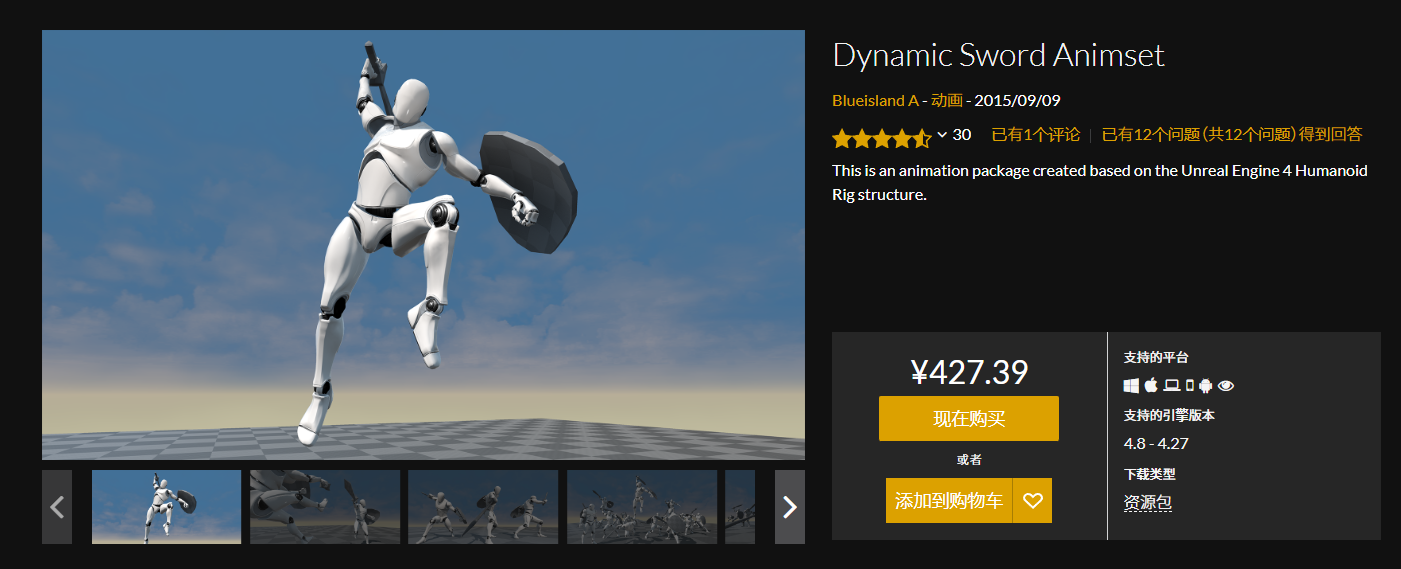 Dynamic Sword Animset
Blueisland A - 动画 - 2015/09/09
30 已有1个评论 | 已有12个问题（共12个问题）得到回答
This is an animation package created based on the Unreal Engine 4 Humanoid
Rig structure.
¥427.39
现在购买
或者
添加到购物车
支持的平台
支持的引擎版本
4.8 - 4.27
下载类型
资源包